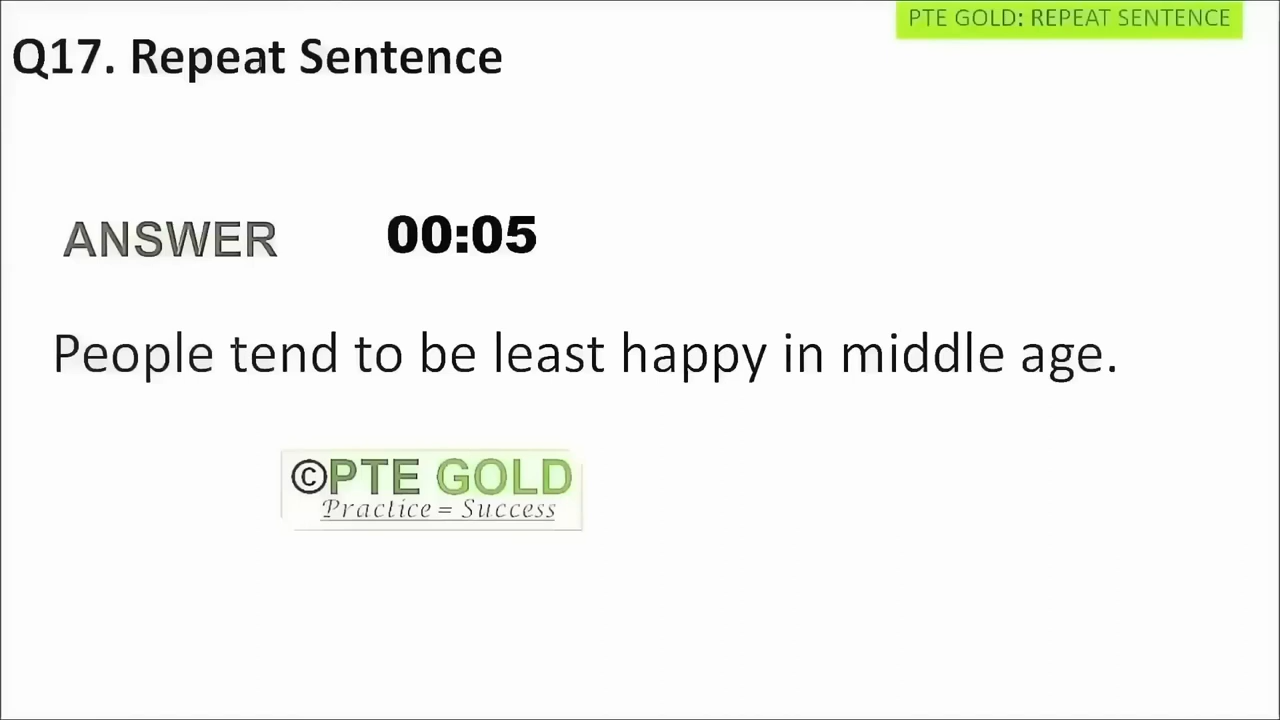 PTE GOLD: REPEAT SENTENCE
Q17. Repeat Sentence
ANSWER 00:05
People tend to be least happy in middle age.
©PTE GOLD
Practice = Success